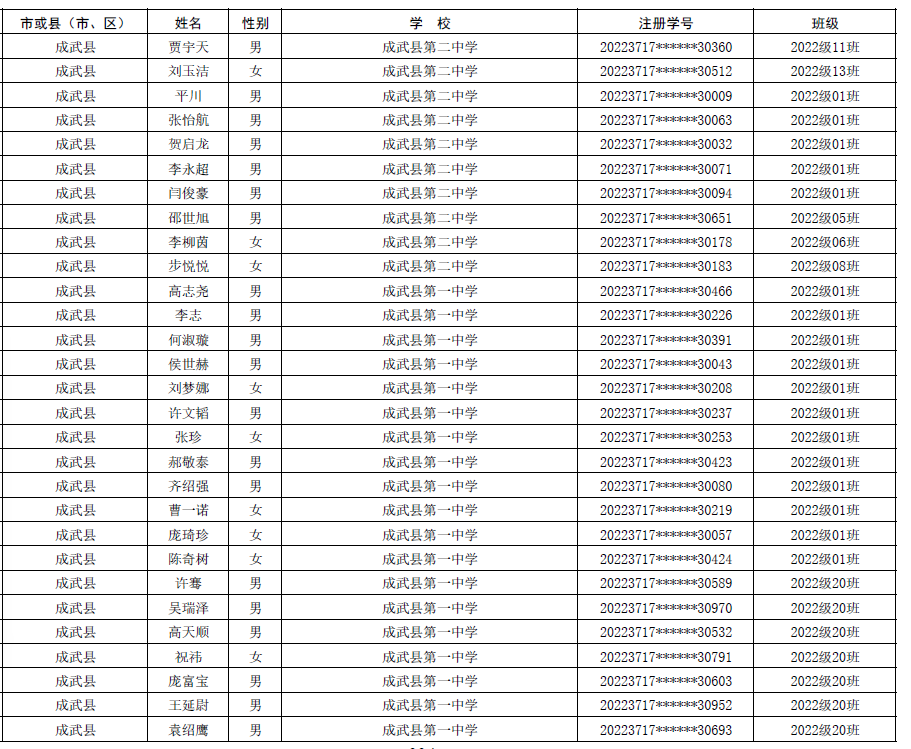 市或县（市、区） 姓名 性别 学 校 注册学号 班级
成武县 贾宇天 男 成武县第二中学 20223717******30360 2022级11班
成武县 刘玉洁 女 成武县第二中学 20223717******30512 2022级13班
成武县 平川 男 成武县第二中学 20223717******30009 2022级01班
成武县 张怡航 男 成武县第二中学 20223717******30063 2022级01班
成武县 贺启龙 男 成武县第二中学 20223717******30032 2022级01班
成武县 李永超 男 成武县第二中学 20223717******30071 2022级01班
成武县 闫俊豪 男 成武县第二中学 20223717******30094 2022级01班
成武县 邵世旭 男 成武县第二中学 20223717******30651 2022级05班
成武县 李柳茵 女 成武县第二中学 20223717******30178 2022级06班
成武县 步悦悦 女 成武县第二中学 20223717******30183 2022级08班
成武县 高志尧 男 成武县第一中学 20223717******30466 2022级01班
成武县 李志 男 成武县第一中学 20223717******30226 2022级01班
成武县 何淑璇 男 成武县第一中学 20223717******30391 2022级01班
成武县 侯世赫 男 成武县第一中学 20223717******30043 2022级01班
成武县 刘梦娜 女 成武县第一中学 20223717******30208 2022级01班
成武县 许文韬 男 成武县第一中学 20223717******30237 2022级01班
成武县 张珍 女 成武县第一中学 20223717******30253 2022级01班
成武县 郝敬泰 男 成武县第一中学 20223717******30423 2022级01班
成武县 齐绍强 男 成武县第一中学 20223717******30080 2022级01班
成武县 曹一诺 女 成武县第一中学 20223717******30219 2022级01班
成武县 庞琦珍 女 成武县第一中学 20223717******30057 2022级01班
成武县 陈奇树 女 成武县第一中学 20223717******30424 2022级01班
成武县 许骞 男 成武县第一中学 20223717******30589 2022级20班
成武县 吴瑞泽 男 成武县第一中学 20223717******30970 2022级20班
成武县 高天顺 男 成武县第一中学 20223717******30532 2022级20班
成武县 祝祎 女 成武县第一中学 20223717******30791 2022级20班
成武县 庞富宝 男 成武县第一中学 20223717******30603 2022级20班
成武县 王延尉 男 成武县第一中学 20223717******30952 2022级20班
成武县 袁绍鹰 男 成武县第一中学 20223717******30693 2022级20班